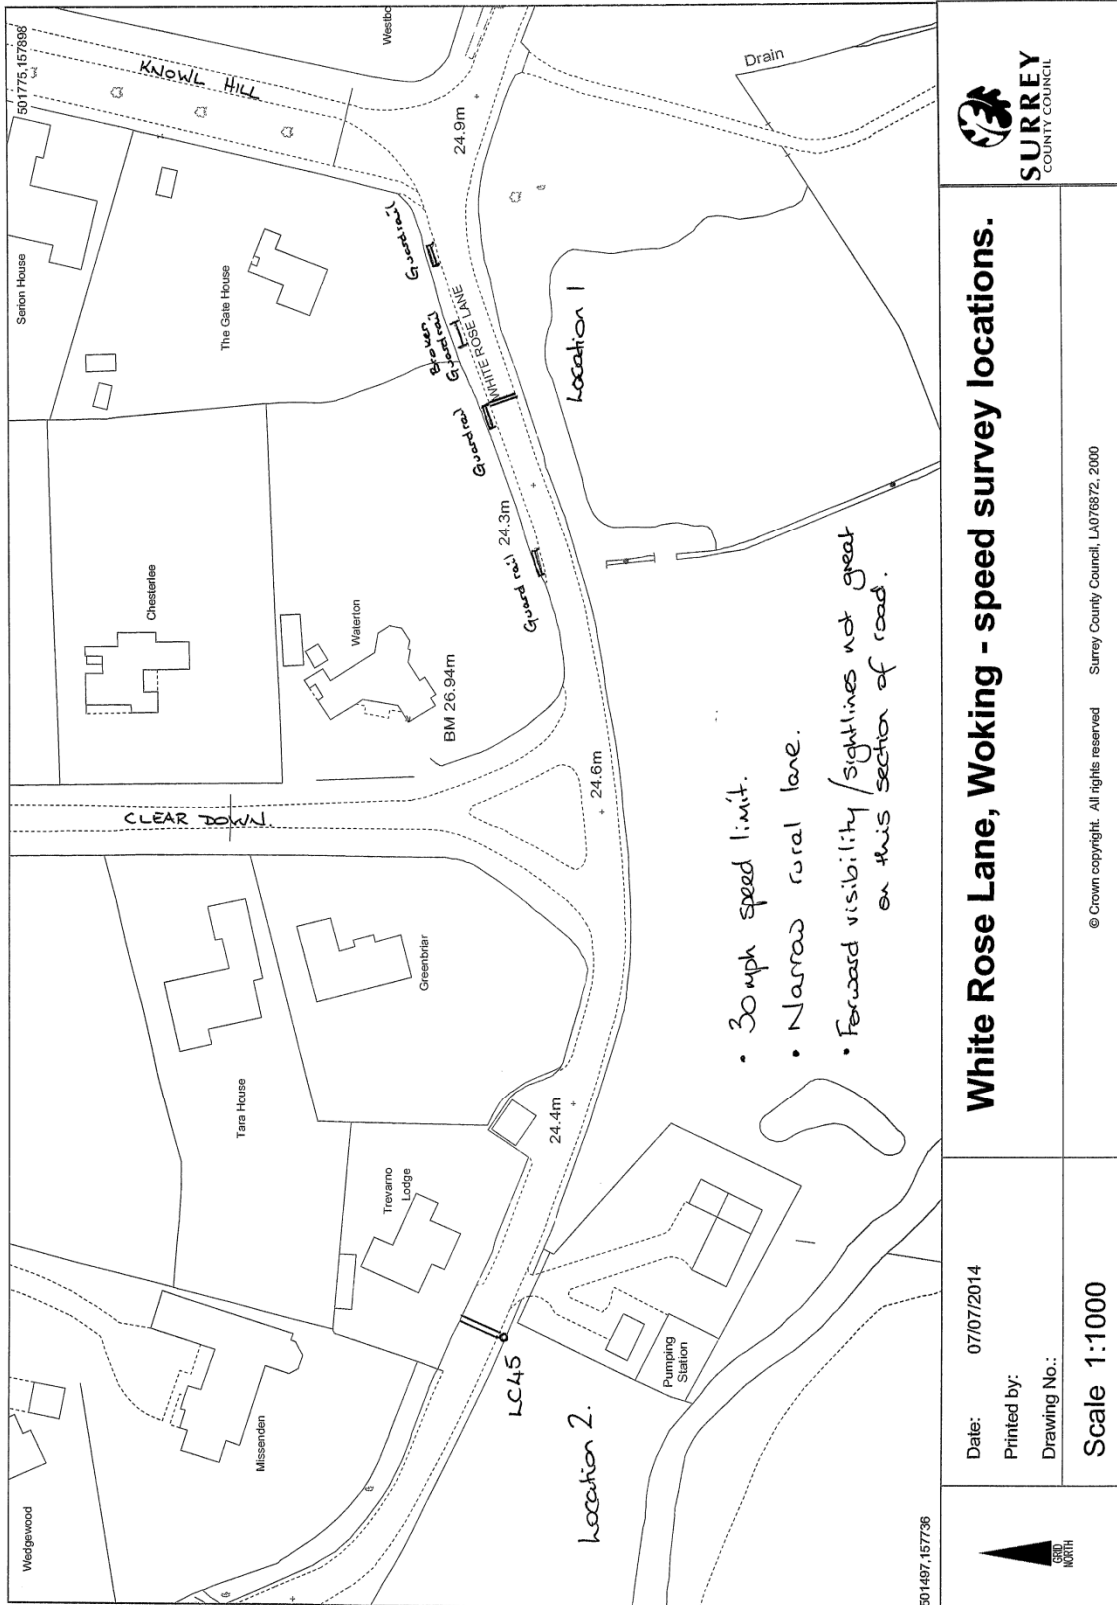 501775,157898
KNOWL HILL
Westbo
Serion House
The Gate House
Guardrail
24.9m
Drain
Broken
Guardrail
WHITE ROSE LANE
Guardrail
Location 1
Chesterlee
Waterton
24.3m
Guard rail
BM 26.94m
CLEAR DOWN.
24.6m
Tara House
Greenbriar
24.4m
Trevarno
Lodge
Missenden
Wedgewood
LC45
Pumping
Station
Location 2.
• 30mph speed limit.
• Narrow rural lane.
• Forward visibility/sightlines not great
on this section of road.
501497,157736
GRID
NORTH
Date: 07/07/2014
Printed by:
Drawing No.:
Scale 1:1000
White Rose Lane, Woking - speed survey locations.
© Crown copyright. All rights reserved Surrey County Council, LA076872, 2000
SURREY
COUNTY COUNCIL